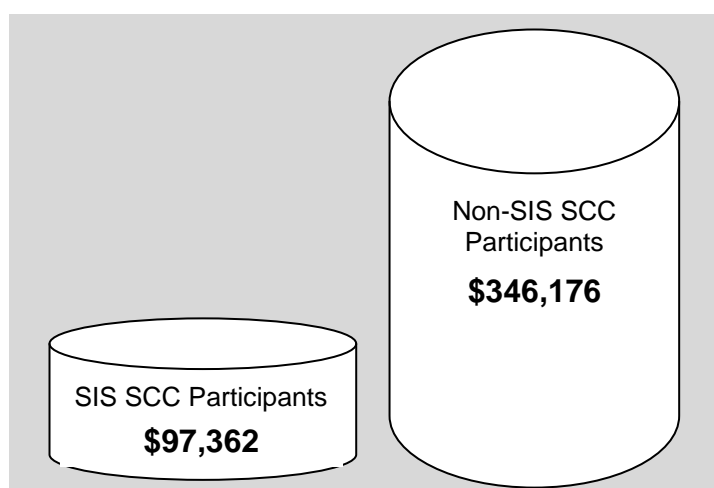 Non-SIS SCC
Participants
$346,176
SIS SCC Participants
$97,362